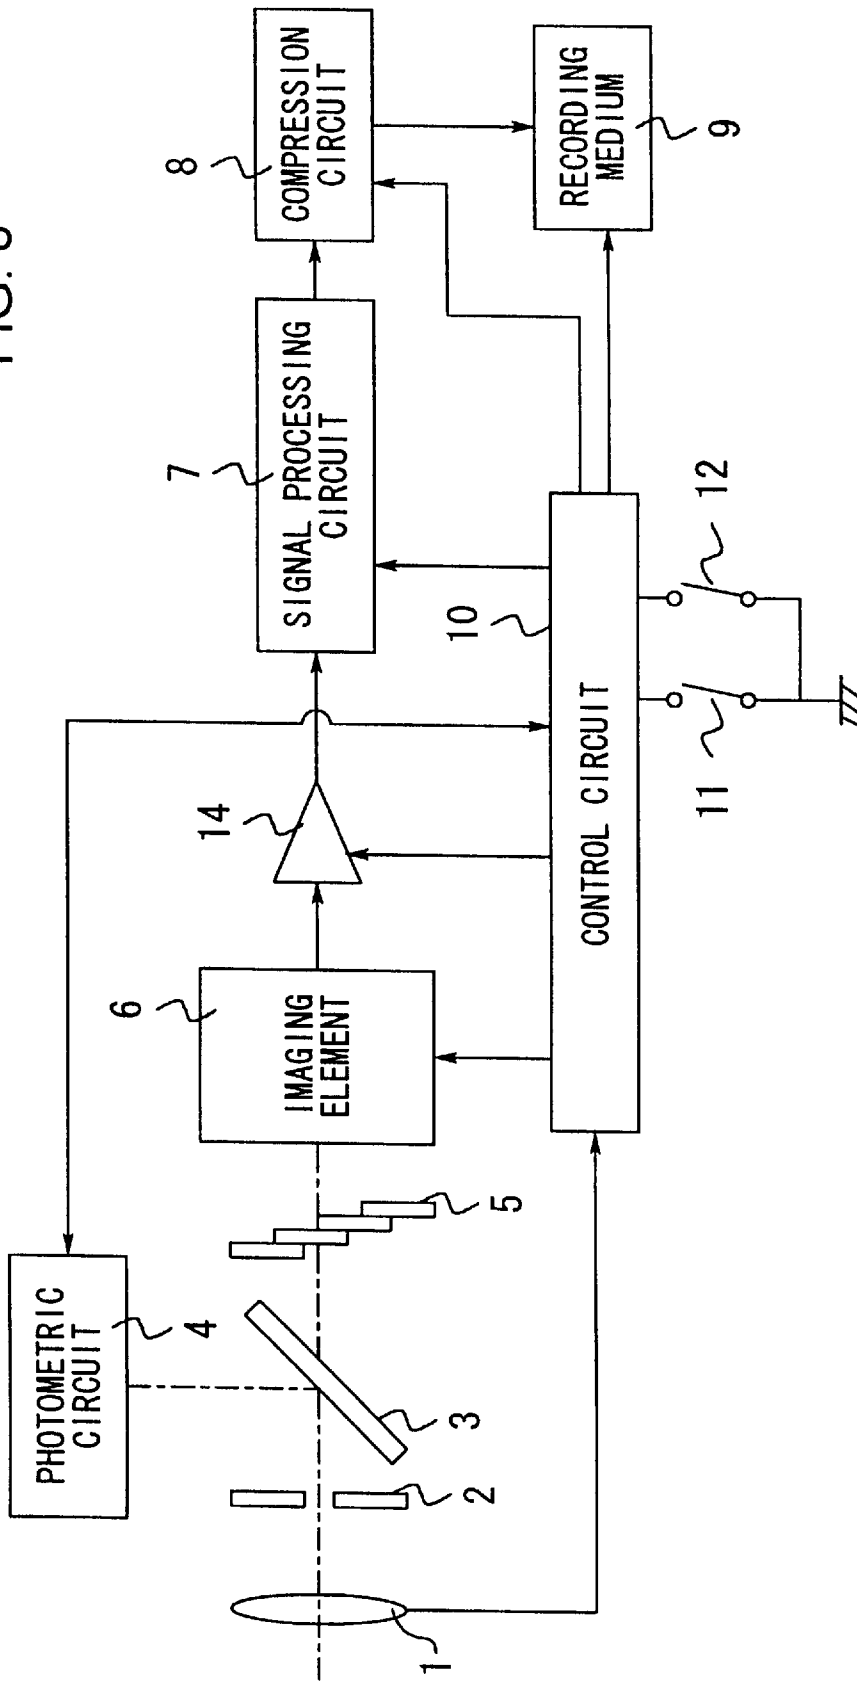 FIG.
PHOTOMETRIC
CIRCUIT
4
6
14
7
8
IMAGING
ELEMENT
SIGNAL PROCESSING
CIRCUIT
COMPRESSION
CIRCUIT
1
2
3
5
10
CONTROL CIRCUIT
RECORDING
MEDIUM
9
11
12